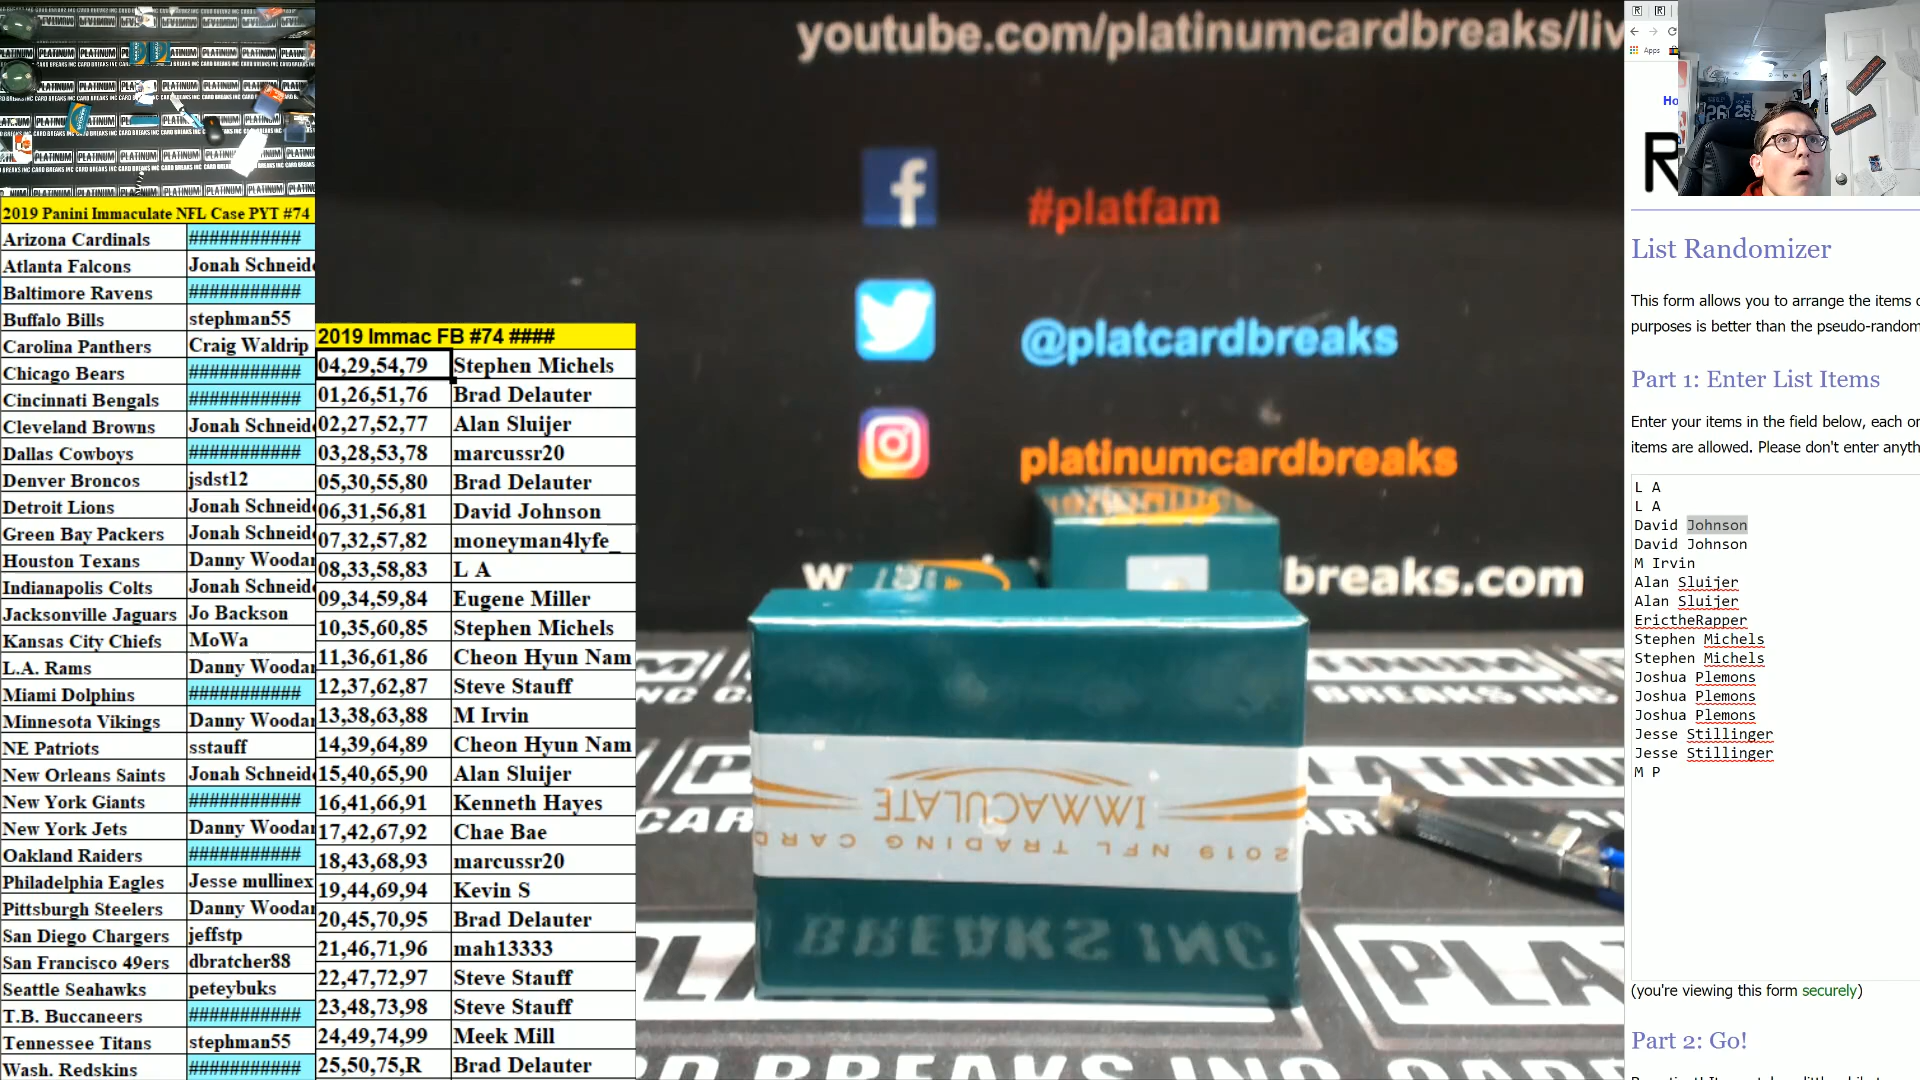 youtube.com/platinumcardbreaks/liv
#platfam
@platcardbreaks
platinumcardbreaks
breaks.com
IMMACULATE
2019 NFL TRADING CARD
BREAKS INC
2019 Panini Immaculate NFL Case PYT #74
Arizona Cardinals ###########
Atlanta Falcons Jonah Schneid
Baltimore Ravens ###########
Buffalo Bills stephman55
Carolina Panthers Craig Waldrip
Chicago Bears ###########
Cincinnati Bengals ###########
Cleveland Browns Jonah Schneid
Dallas Cowboys ###########
Denver Broncos jsdst12
Detroit Lions Jonah Schneid
Green Bay Packers Jonah Schneid
Houston Texans Danny Wooda
Indianapolis Colts Jonah Schneid
Jacksonville Jaguars Jo Backson
Kansas City Chiefs MoWa
L.A. Rams Danny Wooda
Miami Dolphins ###########
Minnesota Vikings Danny Wooda
NE Patriots sstauff
New Orleans Saints Jonah Schneid
New York Giants ###########
New York Jets Danny Wooda
Oakland Raiders ###########
Philadelphia Eagles Jesse mullinex
Pittsburgh Steelers Danny Wooda
San Diego Chargers jeffstp
San Francisco 49ers dbratcher88
Seattle Seahawks peteybuks
T.B. Buccaneers ###########
Tennessee Titans stephman55
Wash. Redskins ###########
2019 Immac FB #74 ####
04,29,54,79 Stephen Michels
01,26,51,76 Brad Delauter
02,27,52,77 Alan Sluijer
03,28,53,78 marcussr20
05,30,55,80 Brad Delauter
06,31,56,81 David Johnson
07,32,57,82 moneyman4lyfe_
08,33,58,83 L A
09,34,59,84 Eugene Miller
10,35,60,85 Stephen Michels
11,36,61,86 Cheon Hyun Nam
12,37,62,87 Steve Stauff
13,38,63,88 M Irvin
14,39,64,89 Cheon Hyun Nam
15,40,65,90 Alan Sluijer
16,41,66,91 Kenneth Hayes
17,42,67,92 Chae Bae
18,43,68,93 marcussr20
19,44,69,94 Kevin S
20,45,70,95 Brad Delauter
21,46,71,96 mah13333
22,47,72,97 Steve Stauff
23,48,73,98 Steve Stauff
24,49,74,99 Meek Mill
25,50,75,R Brad Delauter
Apps
Ho
R
List Randomizer
This form allows you to arrange the items
purposes is better than the pseudo-random
Part 1: Enter List Items
Enter your items in the field below, each
items are allowed. Please don't enter
L A
L A
David Johnson
David Johnson
M Irvin
Alan Sluijer
Alan Sluijer
ErictheRapper
Stephen Michels
Stephen Michels
Joshua Plemons
Joshua Plemons
Joshua Plemons
Jesse Stillinger
Jesse Stillinger
M P
(you're viewing this form securely)
Part 2: Go!